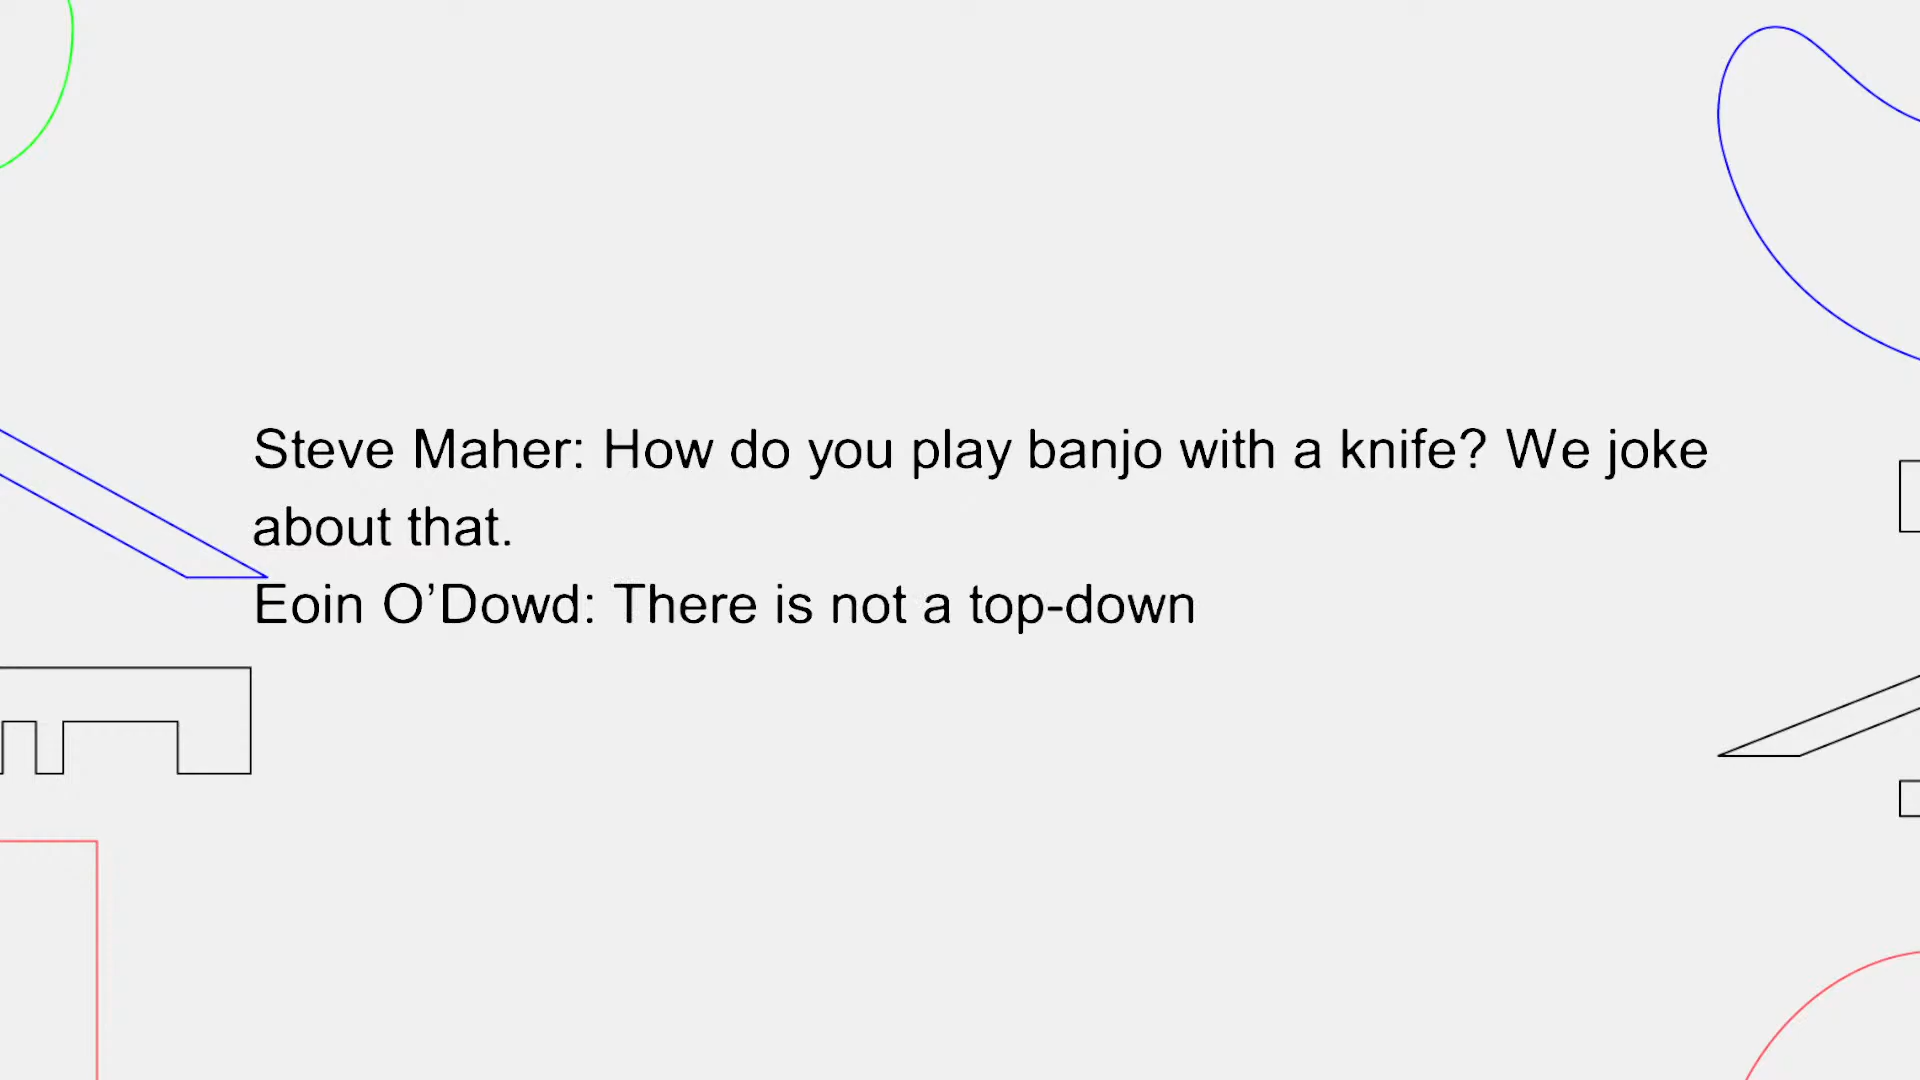 Steve Maher: How do you play banjo with a knife? We joke
about that.
Eoin O’Dowd: There is not a top-down